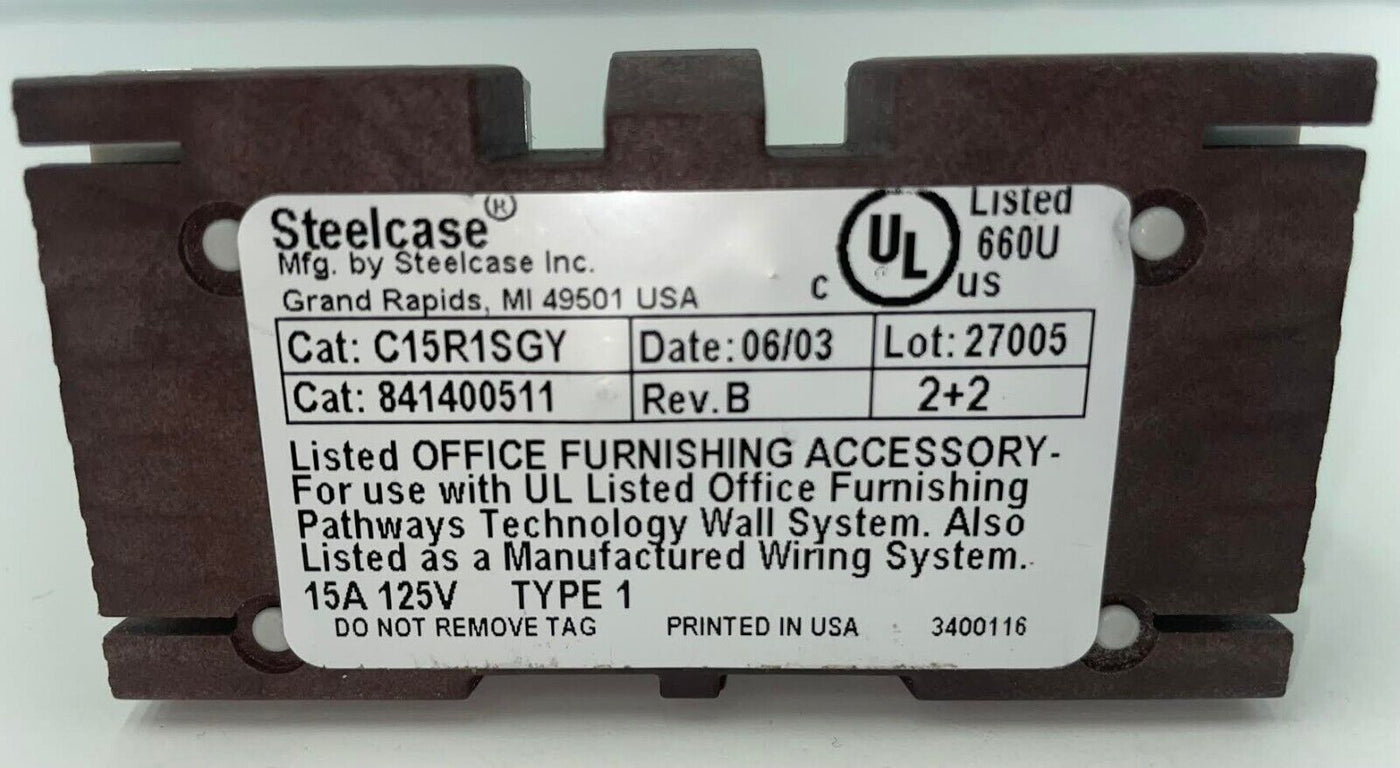 Steelcase®
Mfg. by Steelcase Inc.
Grand Rapids, MI 49501 USA
c UL us
Listed
660U
Cat: C15R1SGY Date: 06/03 Lot: 27005
Cat: 841400511 Rev. B 2+2
Listed OFFICE FURNISHING ACCESSORY-
For use with UL Listed Office Furnishing
Pathways Technology Wall System. Also
Listed as a Manufactured Wiring System.
15A 125V TYPE 1
DO NOT REMOVE TAG PRINTED IN USA 3400116